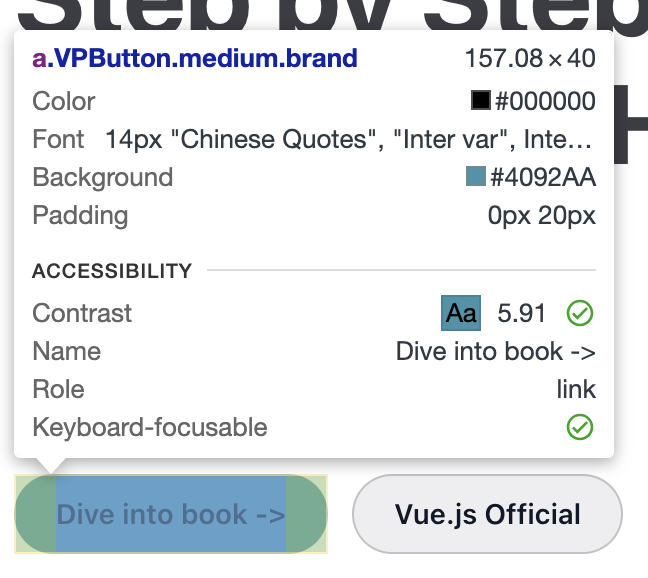 Step by Step
a.VPButton.medium.brand 157.08 × 40
Color #000000
Font 14px "Chinese Quotes", "Inter var", Inte…
Background #4092AA
Padding 0px 20px
ACCESSIBILITY
Contrast Aa 5.91
Name Dive into book ->
Role link
Keyboard-focusable
Dive into book -> Vue.js Official